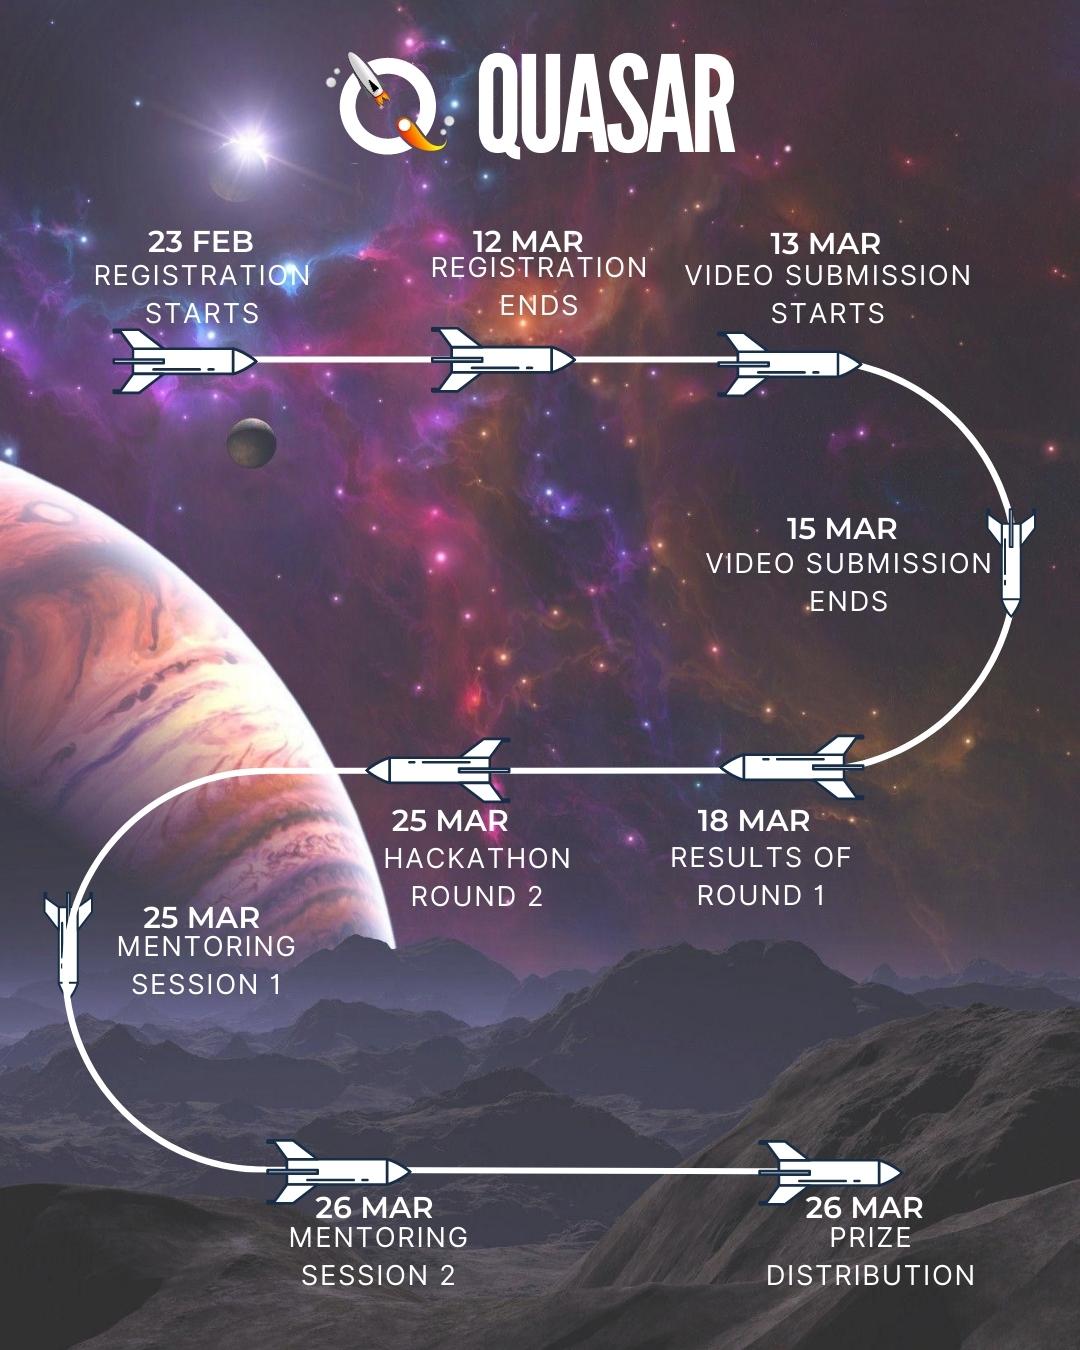 QUASAR
23 FEB
REGISTRATION
STARTS
12 MAR
REGISTRATION
ENDS
13 MAR
VIDEO SUBMISSION
STARTS
15 MAR
VIDEO SUBMISSION
ENDS
18 MAR
RESULTS OF
ROUND 1
25 MAR
HACKATHON
ROUND 2
25 MAR
MENTORING
SESSION 1
26 MAR
MENTORING
SESSION 2
26 MAR
PRIZE
DISTRIBUTION